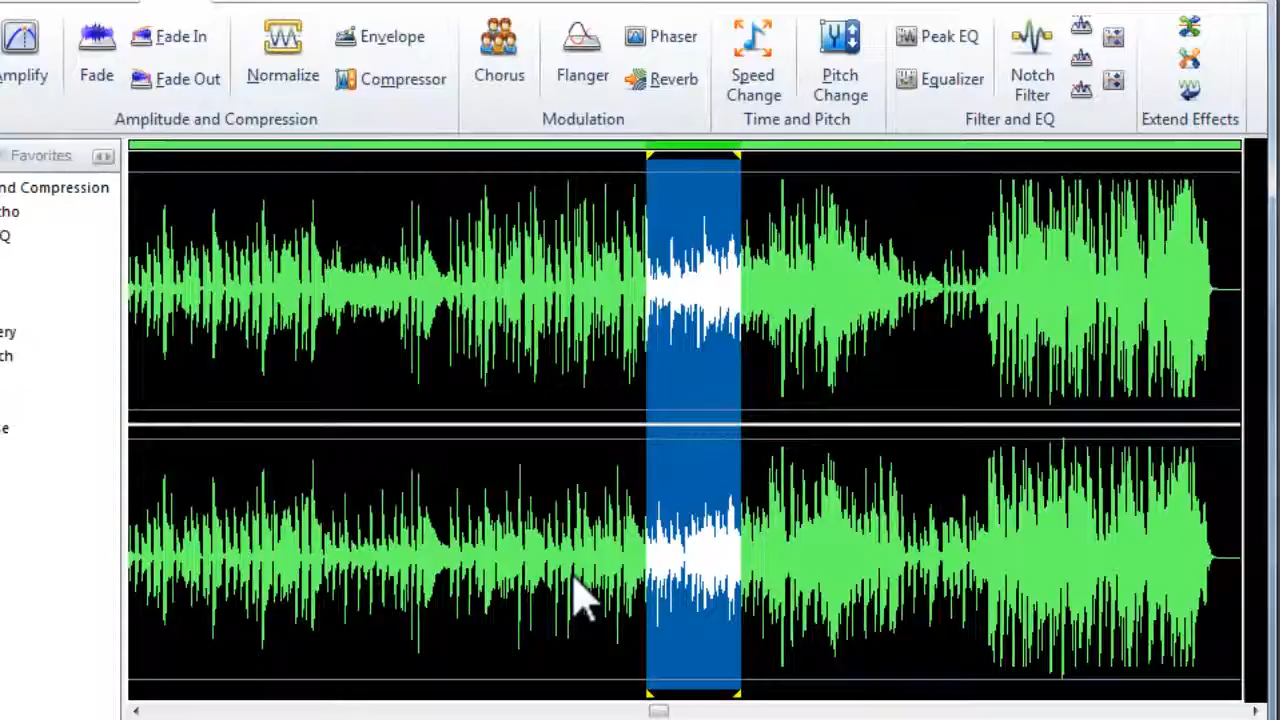 mplify
Fade
Fade In
Fade Out
Normalize
Envelope
Compressor
Amplitude and Compression
Chorus
Flanger
Phaser
Reverb
Modulation
Speed
Change
Pitch
Change
Time and Pitch
Peak EQ
Equalizer
Notch
Filter
Filter and EQ
Extend Effects
Favorites
nd Compression
cho
Q
ery
ch
e